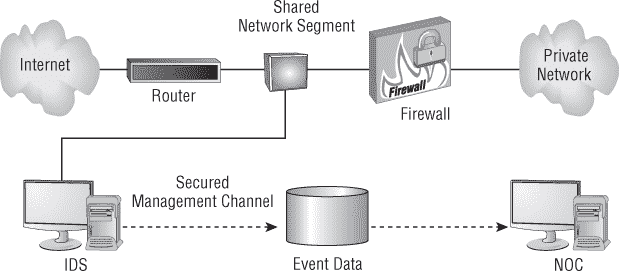 Shared
Network Segment
Internet
Router
Firewall
Firewall
Private
Network
Secured
Management Channel
IDS
Event Data
NOC